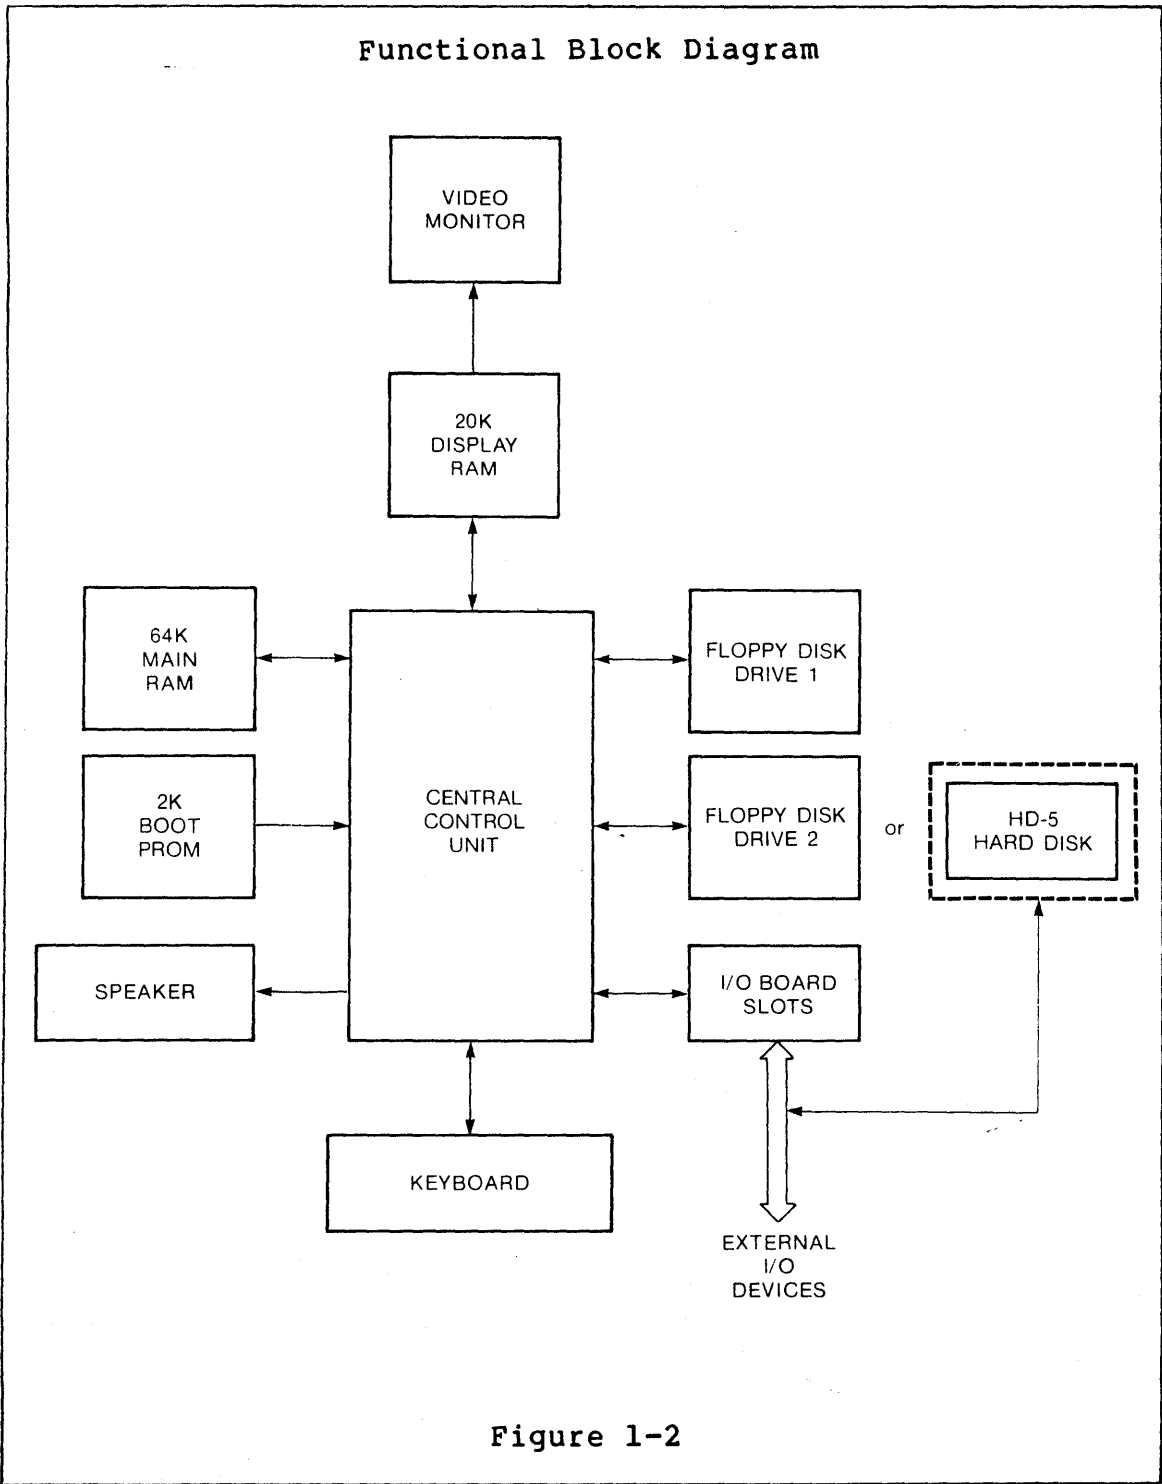 Functional Block Diagram
VIDEO
MONITOR
20K
DISPLAY
RAM
64K
MAIN
RAM
FLOPPY DISK
DRIVE 1
2K
BOOT
PROM
CENTRAL
CONTROL
UNIT
FLOPPY DISK
DRIVE 2
or
HD-5
HARD DISK
SPEAKER
I/O BOARD
SLOTS
KEYBOARD
EXTERNAL
I/O
DEVICES
Figure 1-2